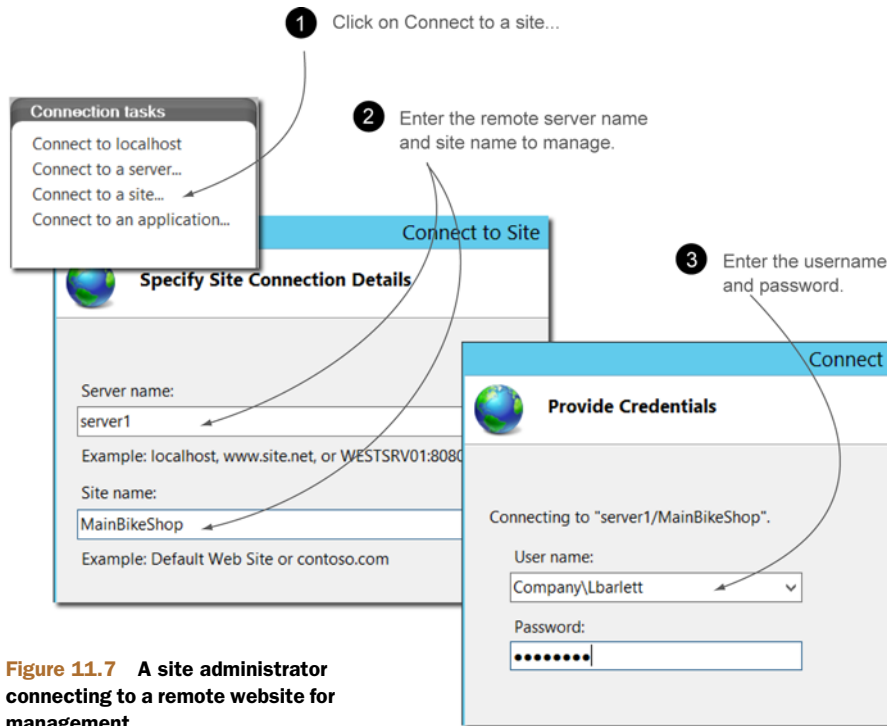 1 Click on Connect to a site...
Connection tasks
Connect to localhost
Connect to a server...
Connect to a site...
Connect to an application...
2 Enter the remote server name
and site name to manage.
Connect to Site
Specify Site Connection Details
Server name:
server1
Example: localhost, www.site.net, or WESTSRV01:8080
Site name:
MainBikeShop
Example: Default Web Site or contoso.com
3 Enter the username
and password.
Connect
Provide Credentials
Connecting to "server1/MainBikeShop".
User name:
Company\Lbarlett
Password:
●●●●●●●●
Figure 11.7 A site administrator
connecting to a remote website for
management